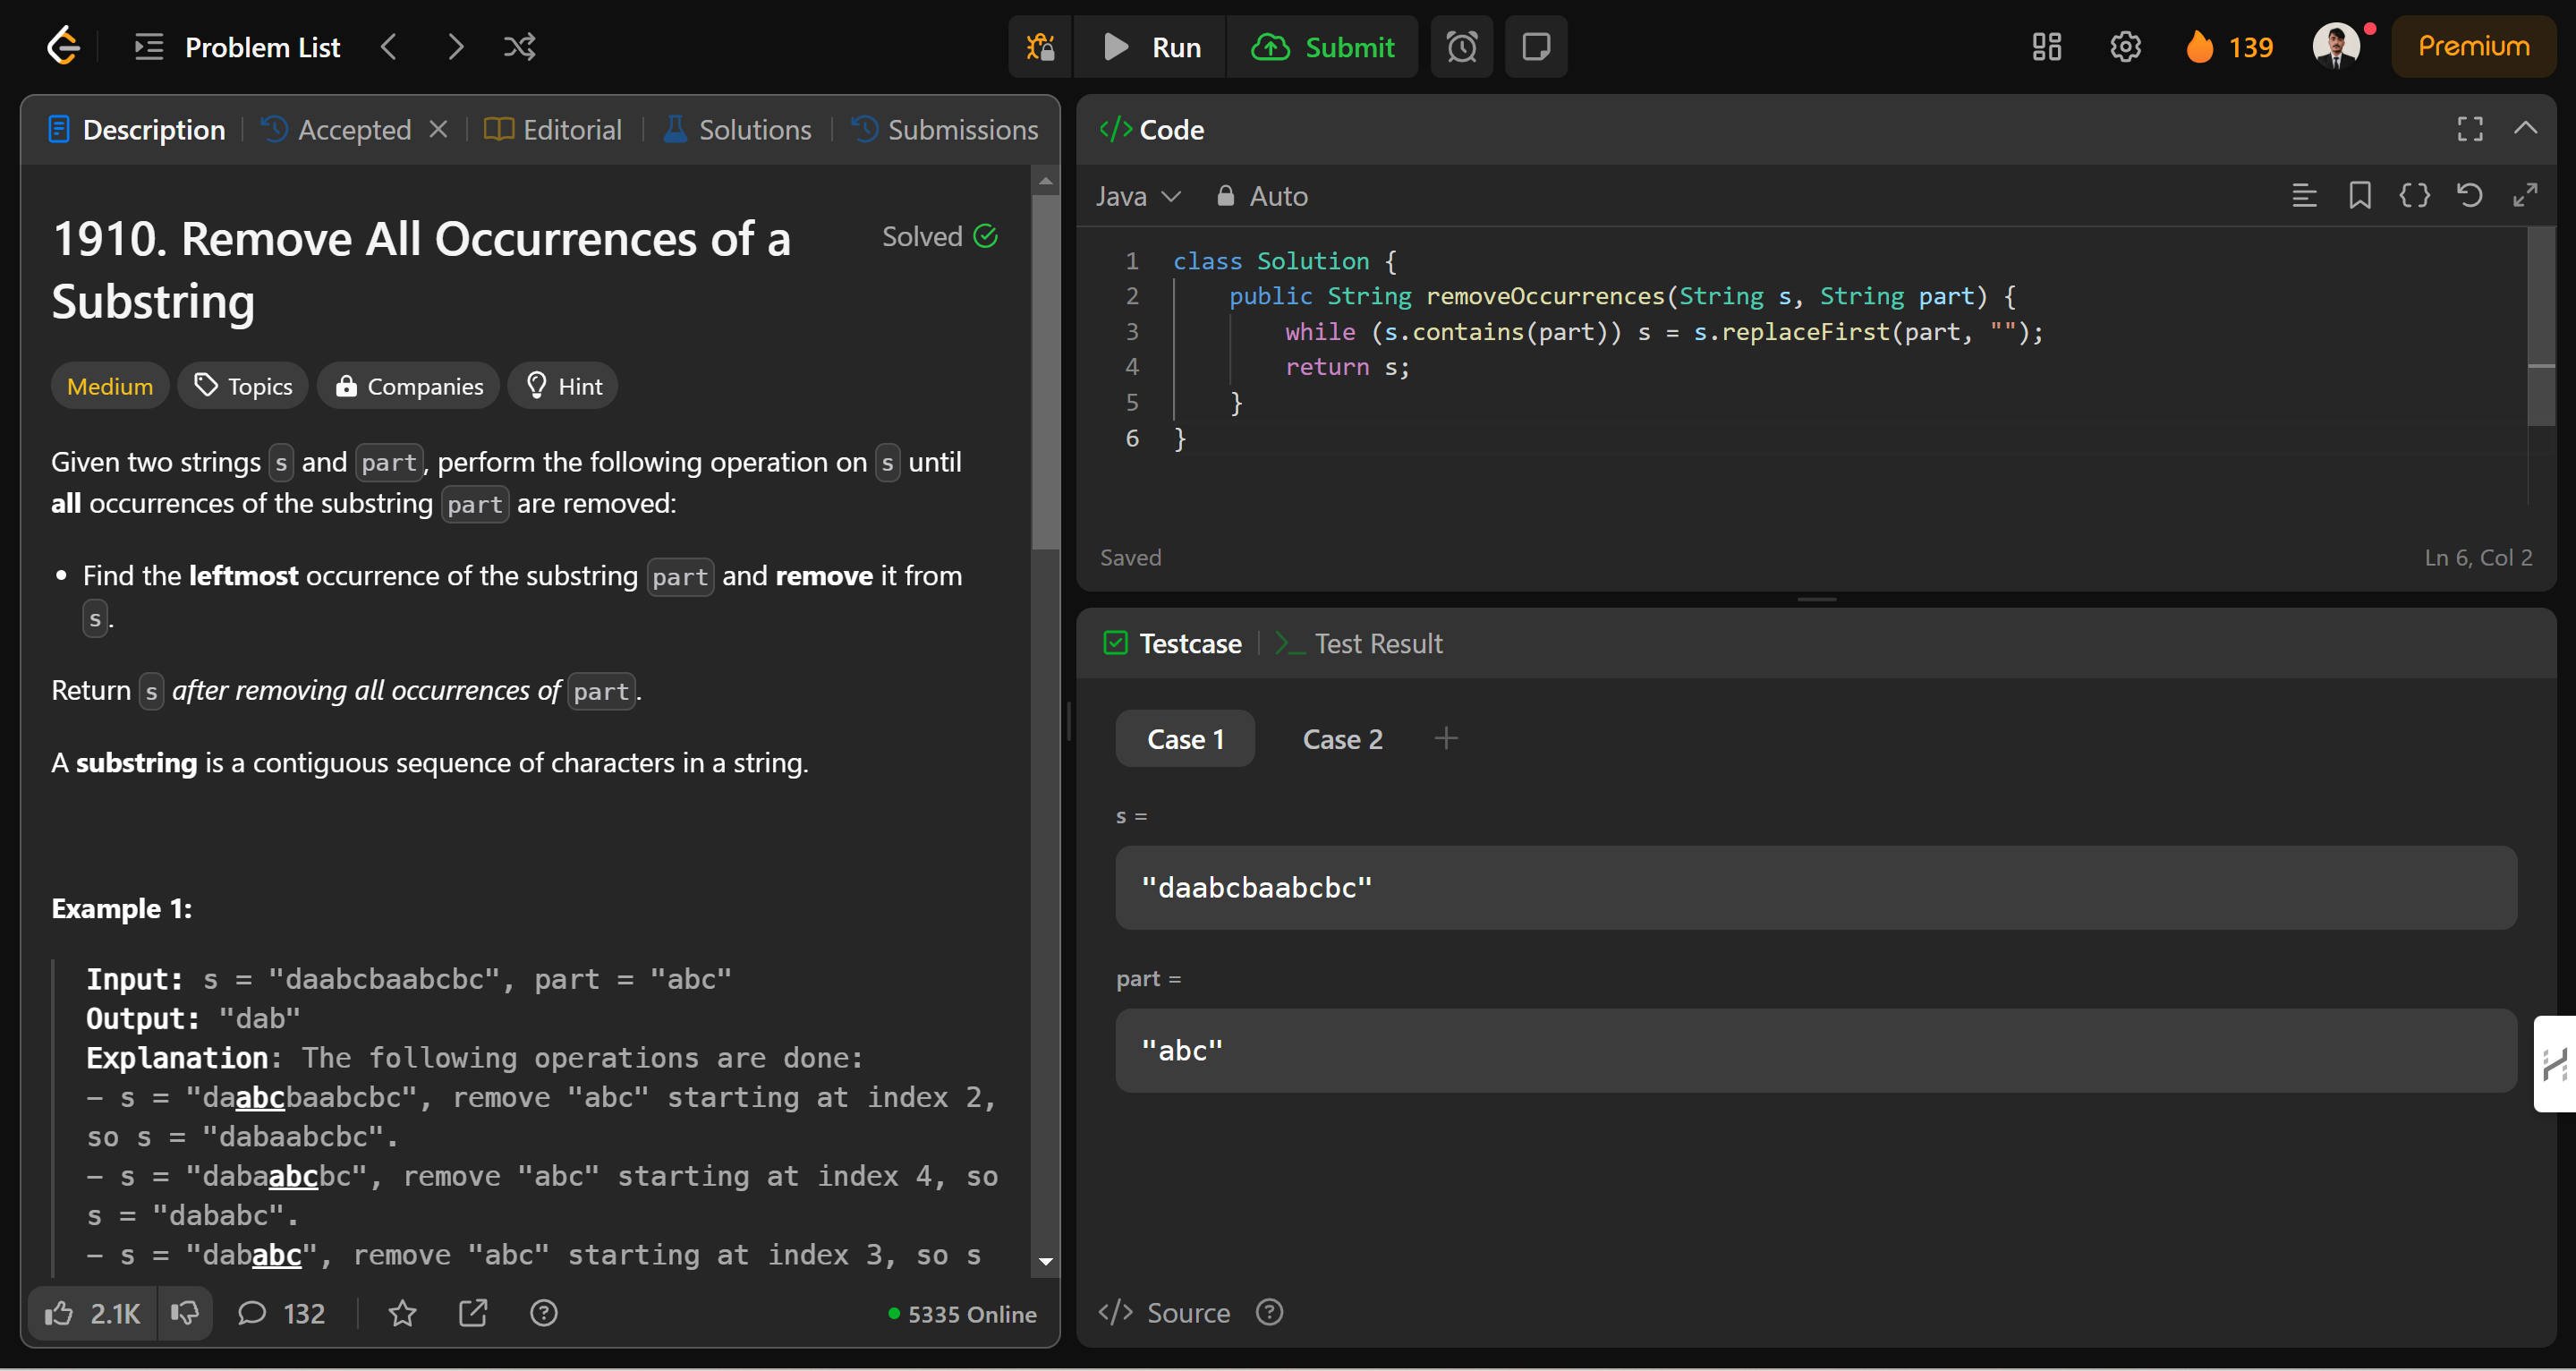 Problem List
Run
Submit
139
Premium
Description
Accepted
Editorial
Solutions
Submissions
1910. Remove All Occurrences of a
Substring
Solved
Medium
Topics
Companies
Hint
Given two strings s and part, perform the following operation on s until
all occurrences of the substring part are removed:
• Find the leftmost occurrence of the substring part and remove it from
s.
Return s after removing all occurrences of part.
A substring is a contiguous sequence of characters in a string.
Example 1:
Input: s = "daabcbaabcbc", part = "abc"
Output: "dab"
Explanation: The following operations are done:
- s = "daabcbaabcbc", remove "abc" starting at index 2,
so s = "dabaabcbc".
- s = "dabaabcbc", remove "abc" starting at index 4, so
s = "dababc".
- s = "dababc", remove "abc" starting at index 3, so s
2.1K
132
5335 Online
</> Code
Java
Auto
1 class Solution {
2 public String removeOccurrences(String s, String part) {
3 while (s.contains(part)) s = s.replaceFirst(part, "");
4 return s;
5 }
6 }
Saved
Ln 6, Col 2
Testcase
Test Result
Case 1
Case 2
+
s =
"daabcbaabcbc"
part =
"abc"
</> Source